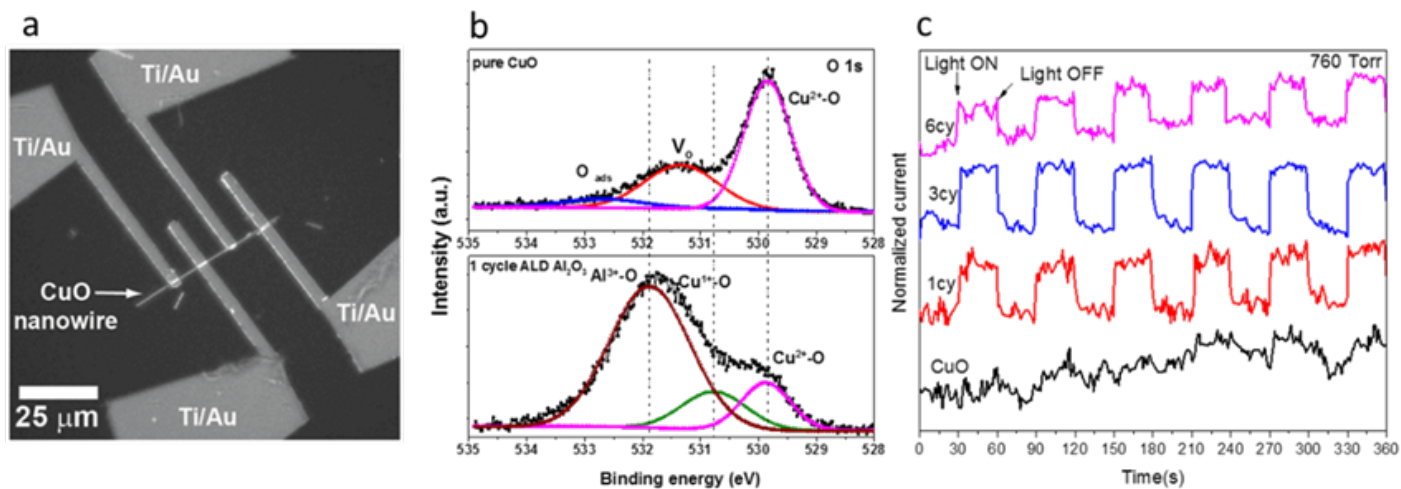 a
Ti/Au
Ti/Au
CuO
nanowire
Ti/Au
25 μm
Ti/Au
b
pure CuO
O 1s
Cu²⁺-O
V₀
O ads
535 534 533 532 531 530 529 528
1 cycle ALD Al₂O₃
Al³⁺-O
Cu¹⁺-O
Cu²⁺-O
535 534 533 532 531 530 529 528
Intensity (a.u.)
Binding energy (eV)
c
760 Torr
Light ON
Light OFF
6cy
3cy
1cy
CuO
Normalized current
0 30 60 90 120 150 180 210 240 270 300 330 360
Time(s)